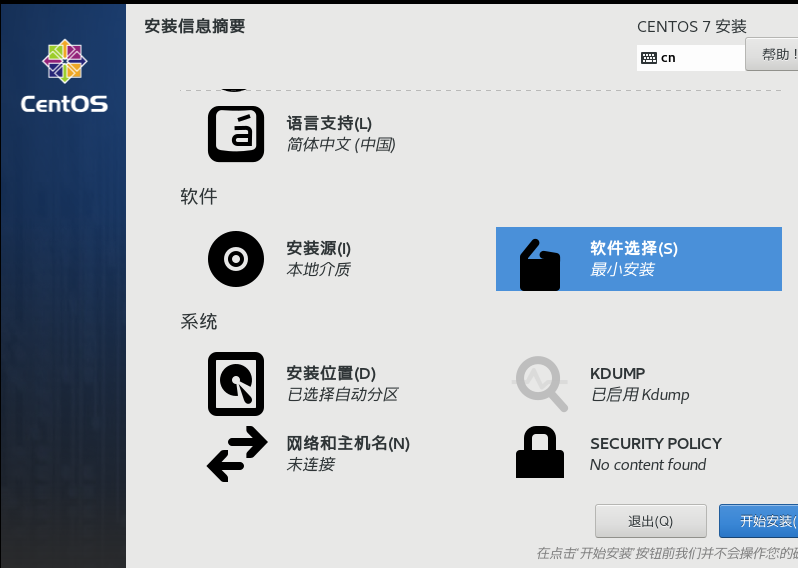 安装信息摘要
CENTOS 7 安装
cn
帮助！
CentOS
á
语言支持(L)
简体中文 (中国)
软件
安装源(I)
本地介质
软件选择(S)
最小安装
系统
安装位置(D)
已选择自动分区
KDUMP
已启用 Kdump
网络和主机名(N)
未连接
SECURITY POLICY
No content found
退出(Q)
开始安装(
在点击"开始安装"按钮前我们并不会操作您的